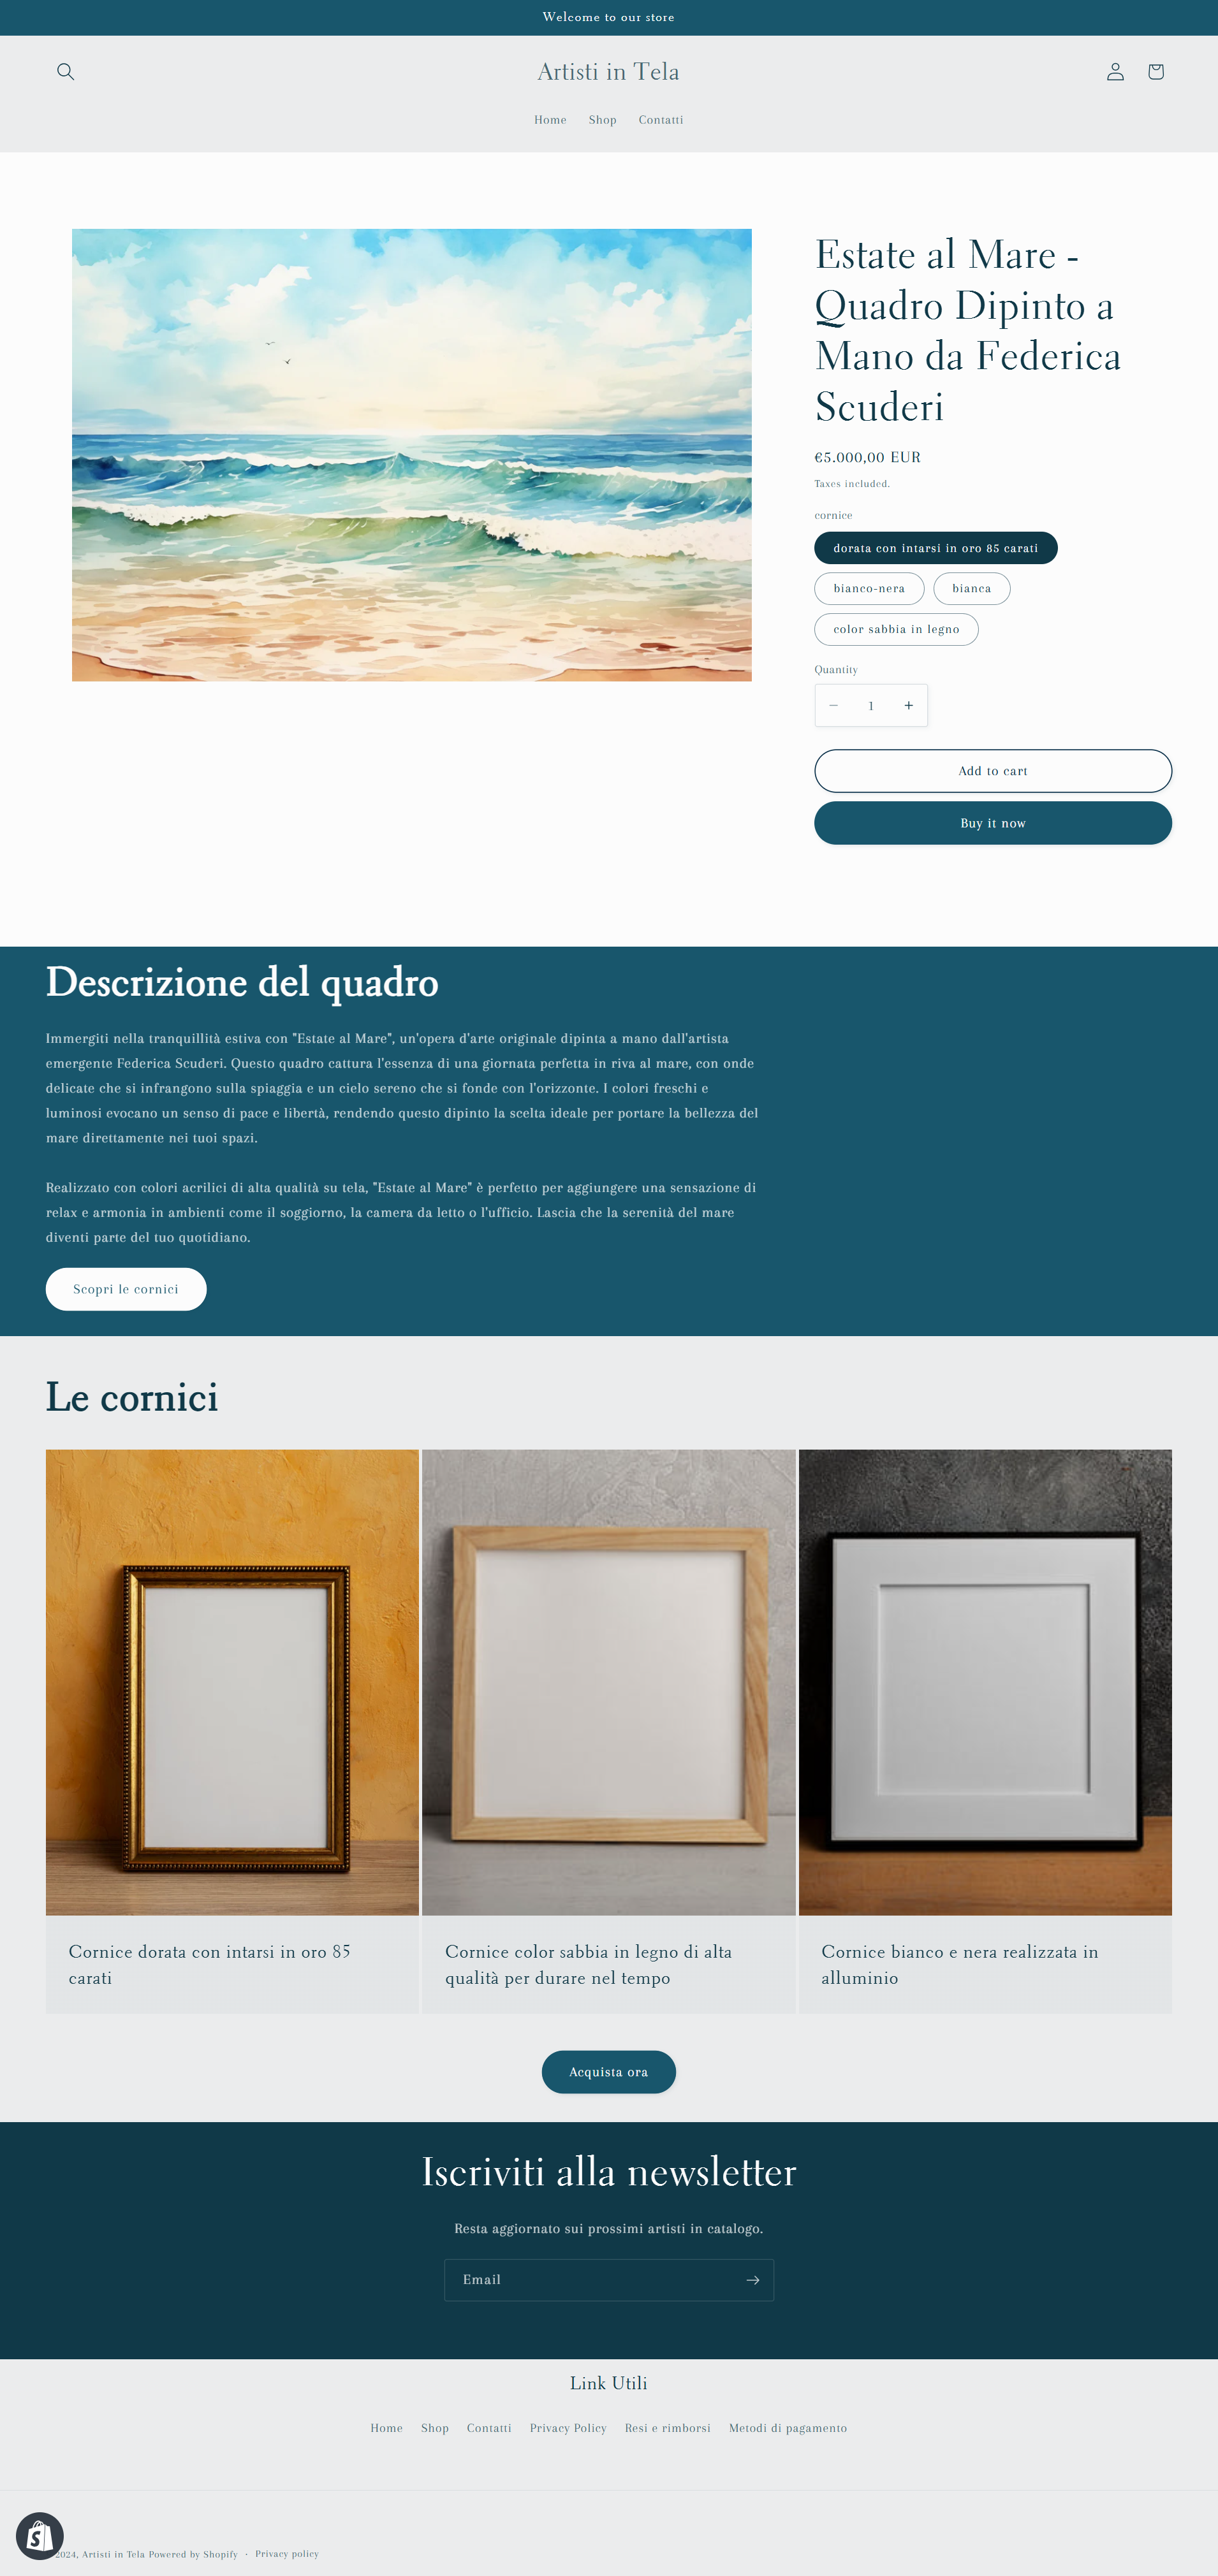 Welcome to our store
Artisti in Tela
Home Shop Contatti
Estate al Mare -
Quadro Dipinto a
Mano da Federica
Scuderi
€5.000,00 EUR
Taxes included.
cornice
dorata con intarsi in oro 85 carati
bianco-nera bianca
color sabbia in legno
Quantity
1
Add to cart
Buy it now
Descrizione del quadro
Immergiti nella tranquillità estiva con "Estate al Mare", un'opera d'arte originale dipinta a mano dall'artista
emergente Federica Scuderi. Questo quadro cattura l'essenza di una giornata perfetta in riva al mare, con onde
delicate che si infrangono sulla spiaggia e un cielo sereno che si fonde con l'orizzonte. I colori freschi e
luminosi evocano un senso di pace e libertà, rendendo questo dipinto la scelta ideale per portare la bellezza del
mare direttamente nei tuoi spazi.
Realizzato con colori acrilici di alta qualità su tela, "Estate al Mare" è perfetto per aggiungere una sensazione di
relax e armonia in ambienti come il soggiorno, la camera da letto o l'ufficio. Lascia che la serenità del mare
diventi parte del tuo quotidiano.
Scopri le cornici
Le cornici
Cornice dorata con intarsi in oro 85
carati
Cornice color sabbia in legno di alta
qualità per durare nel tempo
Cornice bianco e nera realizzata in
alluminio
Acquista ora
Iscriviti alla newsletter
Resta aggiornato sui prossimi artisti in catalogo.
Email
Link Utili
Home Shop Contatti Privacy Policy Resi e rimborsi Metodi di pagamento
2024, Artisti in Tela Powered by Shopify · Privacy policy